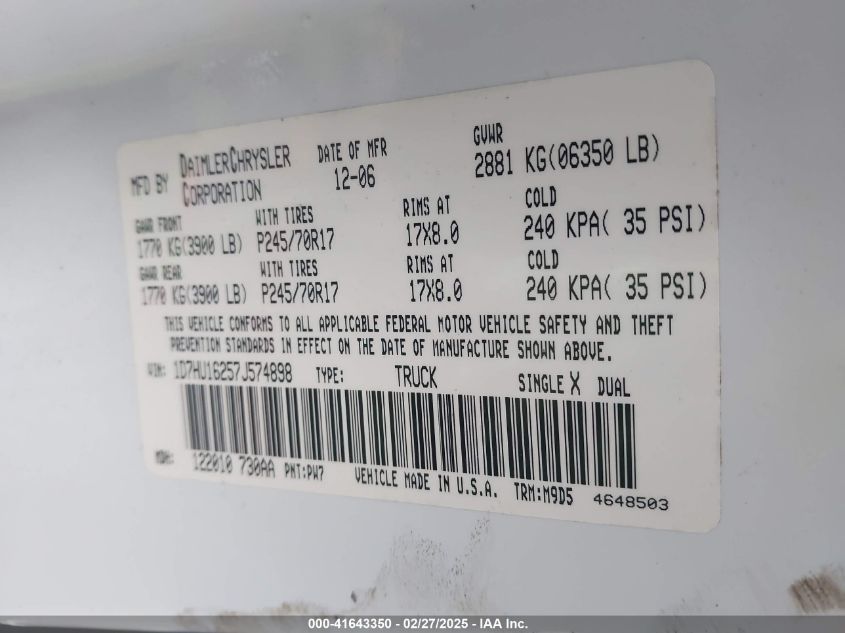 MFD BY DAIMLERCHRYSLER CORPORATION DATE OF MFR 12-06 GVWR 2881 KG(06350 LB)
GAWR FRONT WITH TIRES RIMS AT COLD
1770 KG(3900 LB) P245/70R17 17X8.0 240 KPA( 35 PSI)
GAWR REAR WITH TIRES RIMS AT COLD
1770 KG(3900 LB) P245/70R17 17X8.0 240 KPA( 35 PSI)
THIS VEHICLE CONFORMS TO ALL APPLICABLE FEDERAL MOTOR VEHICLE SAFETY AND THEFT
PREVENTION STANDARDS IN EFFECT ON THE DATE OF MANUFACTURE SHOWN ABOVE.
VIN: 1D7HU16257J574898 TYPE: TRUCK SINGLE X DUAL
MDH: 122010 730AA PNT:PW7 VEHICLE MADE IN U.S.A. TRM:M9D5 4648503
000-41643350 - 02/27/2025 - IAA Inc.